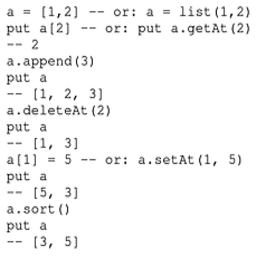 a = [1,2] -- or: a = list(1,2)
put a[2] -- or: put a.getAt(2)
-- 2
a.append(3)
put a
-- [1, 2, 3]
a.deleteAt(2)
put a
-- [1, 3]
a[1] = 5 -- or: a.setAt(1, 5)
put a
-- [5, 3]
a.sort()
put a
-- [3, 5]